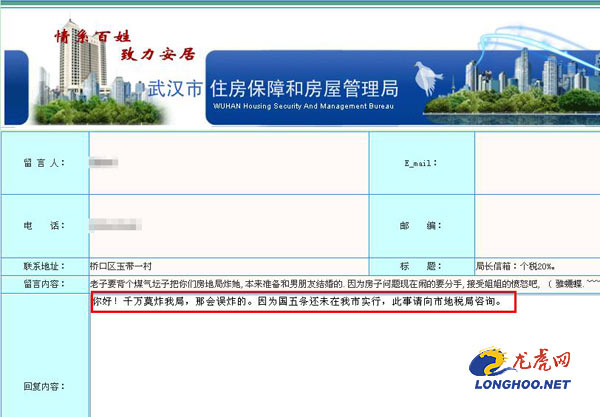 情系百姓
致力安居
武汉市 住房保障和房屋管理局
WUHAN Housing Security And Management Bureau
留 言 人：
E_mail：
电 话：
邮 编：
联系地址：
桥口区玉带一村
标 题：
局长信箱：个税20%。
留言内容：
老子要背个煤气坛子把你们房地局炸她,本来准备和男朋友结婚的.因为房子问题现在闹的要分手,接受姐姐的愤怒吧,（ 雅蠛蝶.~~~
你好！千万莫炸我局，那会误炸的。因为国五条还未在我市实行，此事请向市地税局咨询。
回复内容：
龙虎网
LONGHOO.NET